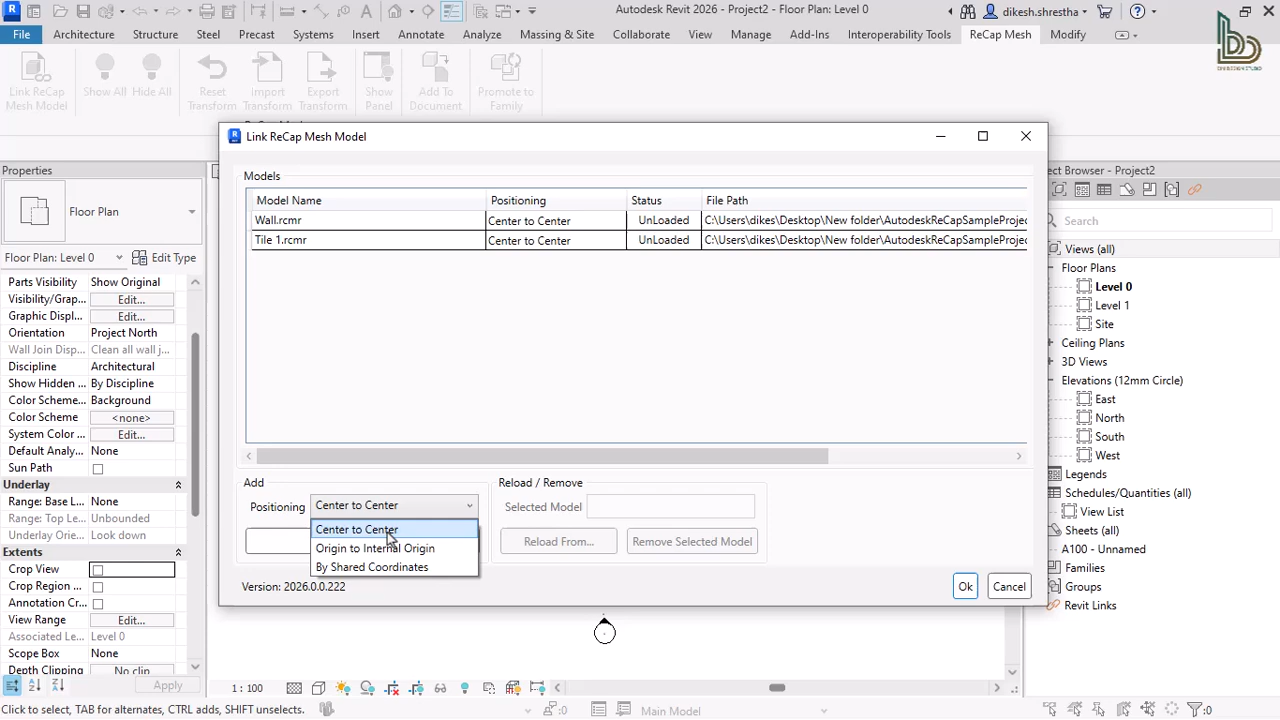 Autodesk Revit 2026 - Project2 - Floor Plan: Level 0
dikesh.shrestha
File Architecture Structure Steel Precast Systems Insert Annotate Analyze Massing & Site Collaborate View Manage Add-Ins Interoperability Tools ReCap Mesh Modify
Link ReCap Mesh Model
Show All
Hide All
Reset Transform
Import Transform
Export Transform
Show Panel
Add To Document
Promote to Family
Link ReCap Mesh Model
Models
Model Name Positioning Status File Path
Wall.rcmr Center to Center UnLoaded C:\Users\dikes\Desktop\New folder\AutodeskReCapSampleProjec
Tile 1.rcmr Center to Center UnLoaded C:\Users\dikes\Desktop\New folder\AutodeskReCapSampleProjec
Add
Positioning Center to Center
Center to Center
Origin to Internal Origin
By Shared Coordinates
Reload / Remove
Selected Model
Reload From...
Remove Selected Model
Version: 2026.0.0.222
Ok
Cancel
Properties
Floor Plan
Floor Plan: Level 0
Edit Type
Parts Visibility Show Original
Visibility/Grap... Edit...
Graphic Displ... Edit...
Orientation Project North
Wall Join Disp... Clean all wall j...
Discipline Architectural
Show Hidden ... By Discipline
Color Scheme... Background
Color Scheme <none>
System Color ... Edit...
Default Analy... None
Sun Path
Underlay
Range: Base L... None
Range: Top Le... Unbounded
Underlay Orie... Look down
Extents
Crop View
Crop Region ...
Annotation Cr...
View Range Edit...
Associated Le... Level 0
Scope Box None
Depth Clipping No clip
Apply
ect Browser - Project2
Search
Views (all)
Floor Plans
Level 0
Level 1
Site
Ceiling Plans
3D Views
Elevations (12mm Circle)
East
North
South
West
Legends
Schedules/Quantities (all)
View List
Sheets (all)
A100 - Unnamed
Families
Groups
Revit Links
1 : 100
Click to select, TAB for alternates, CTRL adds, SHIFT unselects.
:0
Main Model
:0